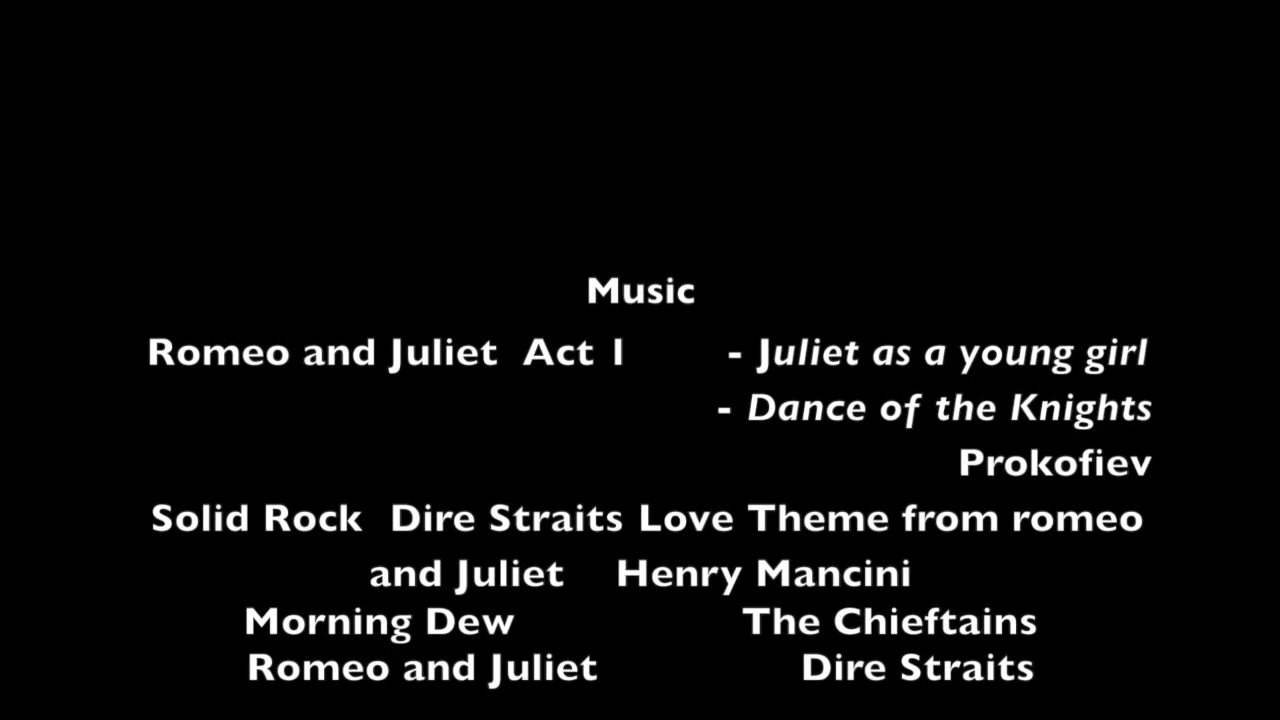 Music
Romeo and Juliet Act 1 - Juliet as a young girl
- Dance of the Knights
Prokofiev
Solid Rock Dire Straits Love Theme from romeo
and Juliet Henry Mancini
Morning Dew The Chieftains
Romeo and Juliet Dire Straits